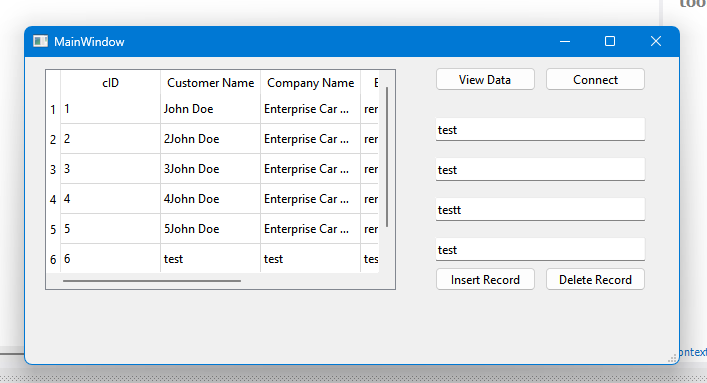 too
MainWindow
cID Customer Name Company Name E
View Data Connect
1 1 John Doe Enterprise Car ... rer
2 2 2John Doe Enterprise Car ... rer
3 3 3John Doe Enterprise Car ... rer
4 4 4John Doe Enterprise Car ... rer
5 5 5John Doe Enterprise Car ... rer
6 6 test test tes
test
test
testt
test
Insert Record Delete Record
ontext